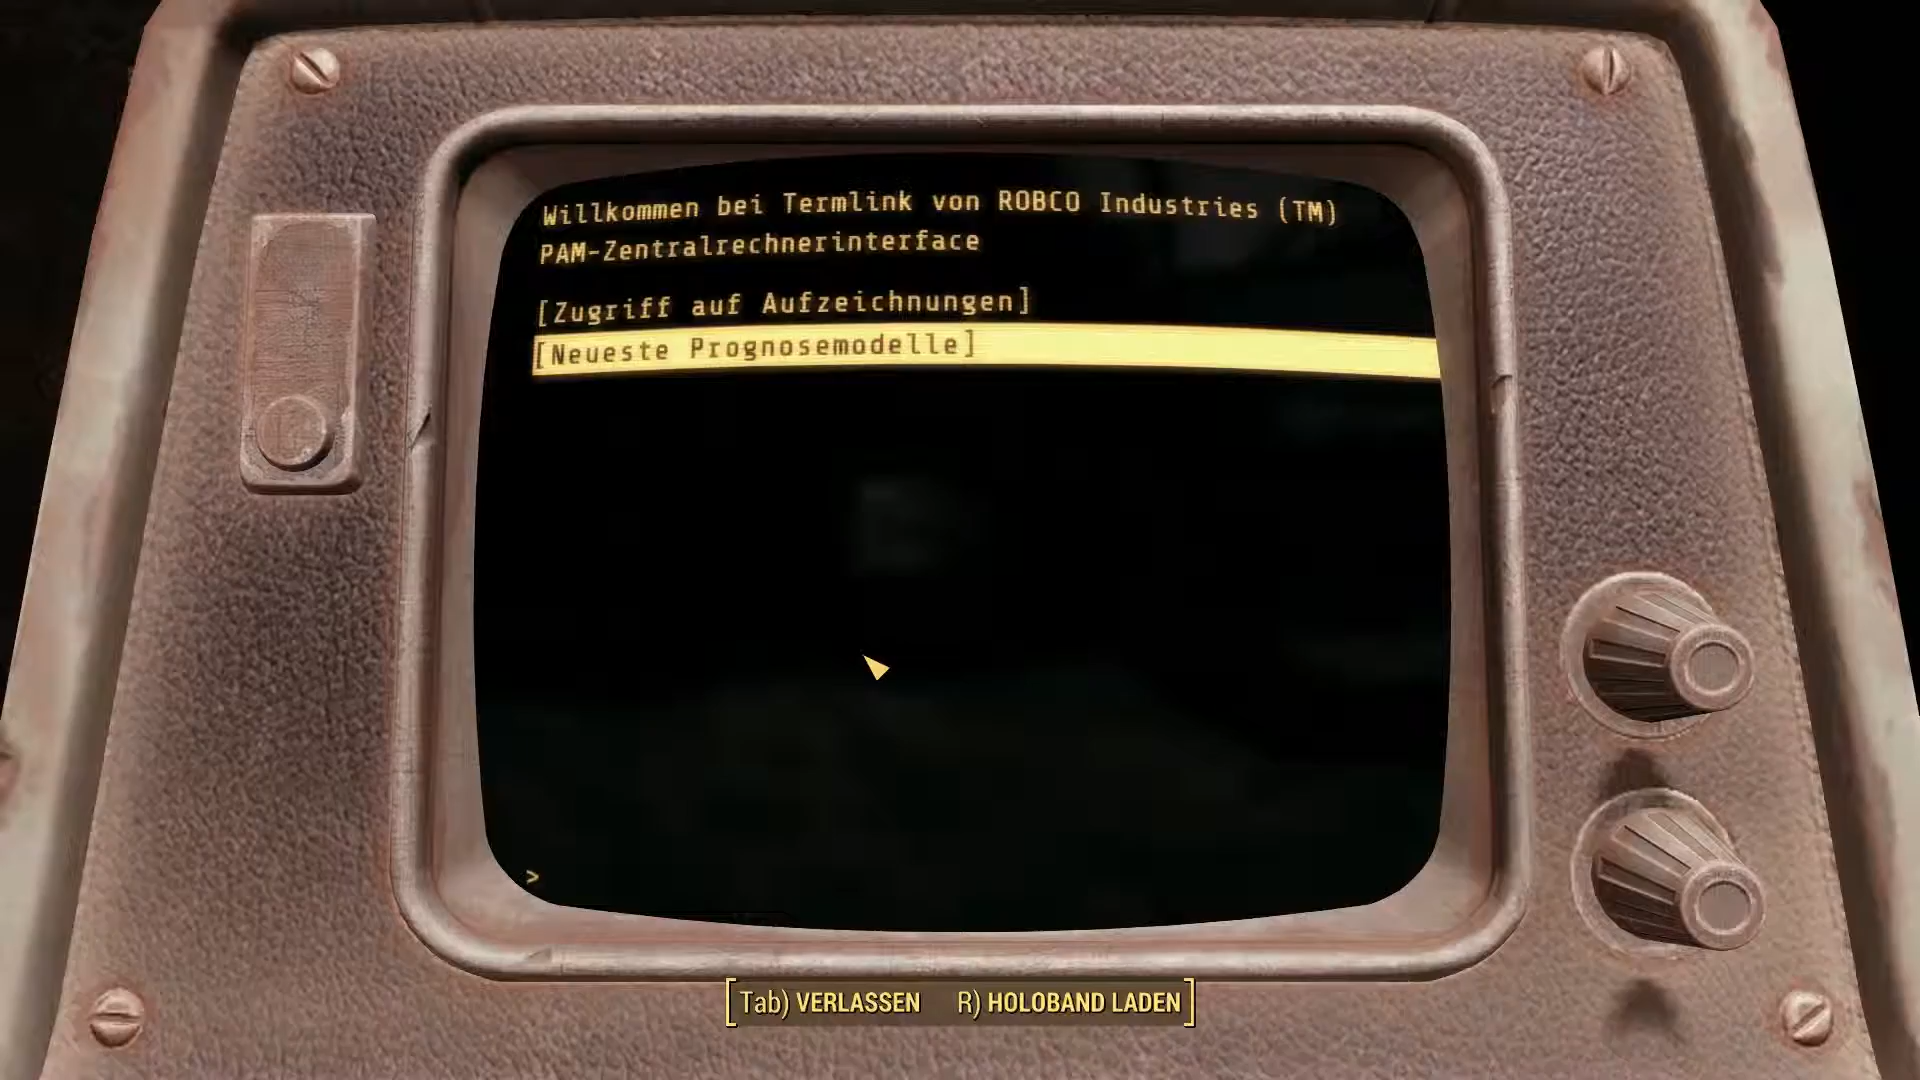 Willkommen bei Termlink von ROBCO Industries (TM)
PAM-Zentralrechnerinterface
[Zugriff auf Aufzeichnungen]
[Neueste Prognosemodelle]
>
[Tab) VERLASSEN R) HOLOBAND LADEN]